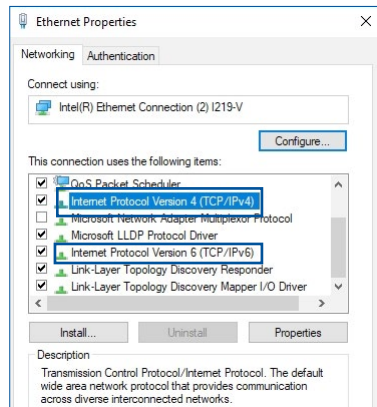 Ethernet Properties
Networking Authentication
Connect using:
Intel(R) Ethernet Connection (2) I219-V
Configure...
This connection uses the following items:
QoS Packet Scheduler
Internet Protocol Version 4 (TCP/IPv4)
Microsoft Network Adapter Multiplexor Protocol
Microsoft LLDP Protocol Driver
Internet Protocol Version 6 (TCP/IPv6)
Link-Layer Topology Discovery Responder
Link-Layer Topology Discovery Mapper I/O Driver
Install... Uninstall Properties
Description
Transmission Control Protocol/Internet Protocol. The default
wide area network protocol that provides communication
across diverse interconnected networks.